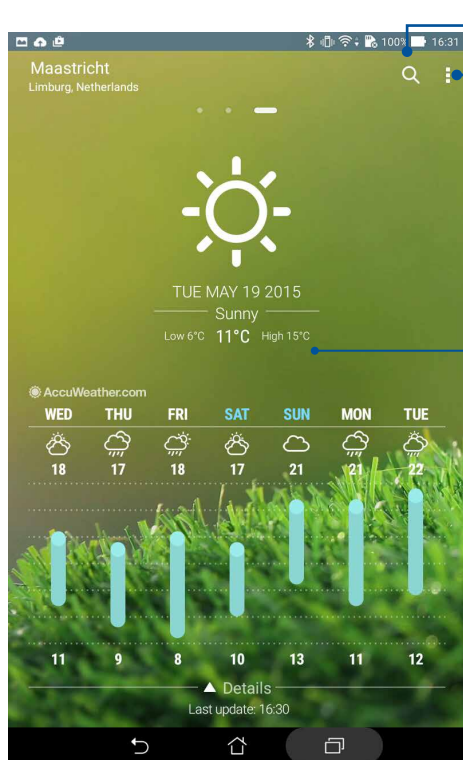 100% 16:31
Maastricht
Limburg, Netherlands
TUE MAY 19 2015
Sunny
Low 6°C 11°C High 15°C
AccuWeather.com
WED THU FRI SAT SUN MON TUE
18 17 18 17 21 21 22
11 9 8 10 13 11 12
Details
Last update: 16:30